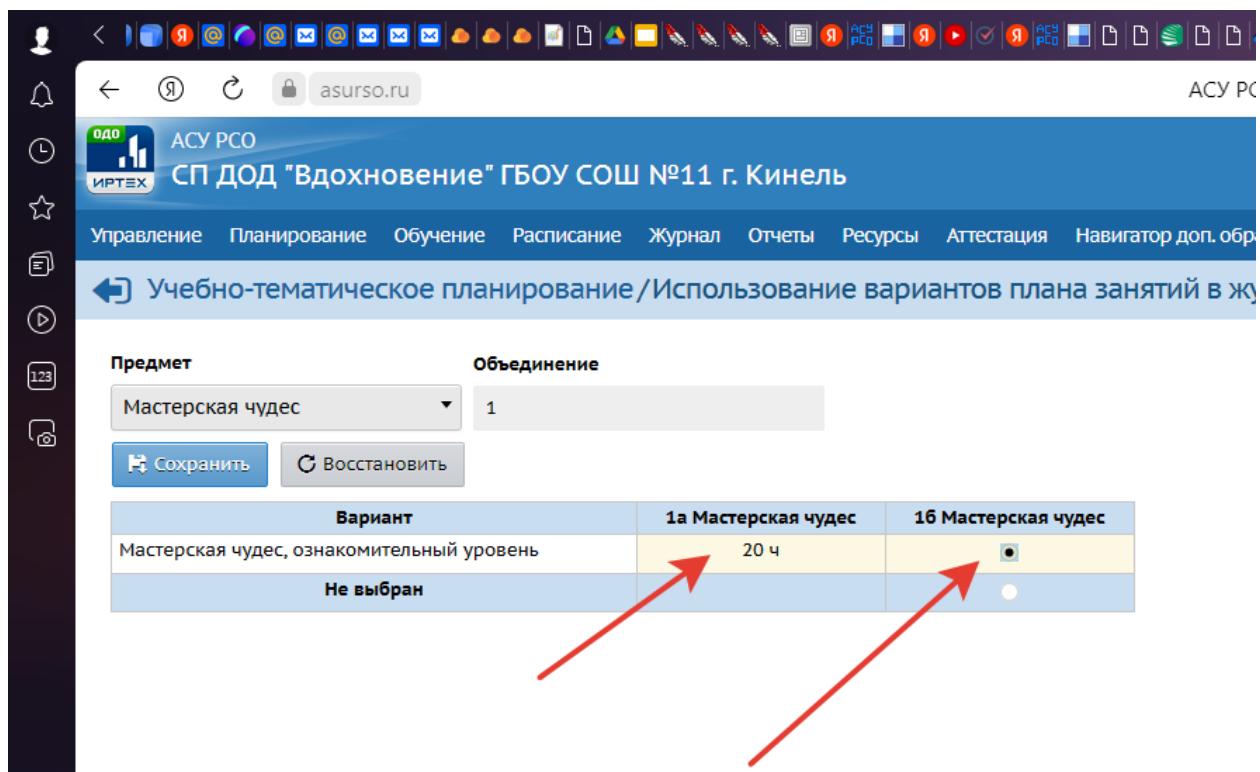 asurso.ru
АСУ РС
одо
АСУ РСО
ИРТЕХ
СП ДОД "Вдохновение" ГБОУ СОШ №11 г. Кинель
Управление Планирование Обучение Расписание Журнал Отчеты Ресурсы Аттестация Навигатор доп. обра
Учебно-тематическое планирование/Использование вариантов плана занятий в жу
123
Предмет Объединение
Мастерская чудес 1
Сохранить Восстановить
Вариант 1а Мастерская чудес 1б Мастерская чудес
Мастерская чудес, ознакомительный уровень 20 ч
Не выбран